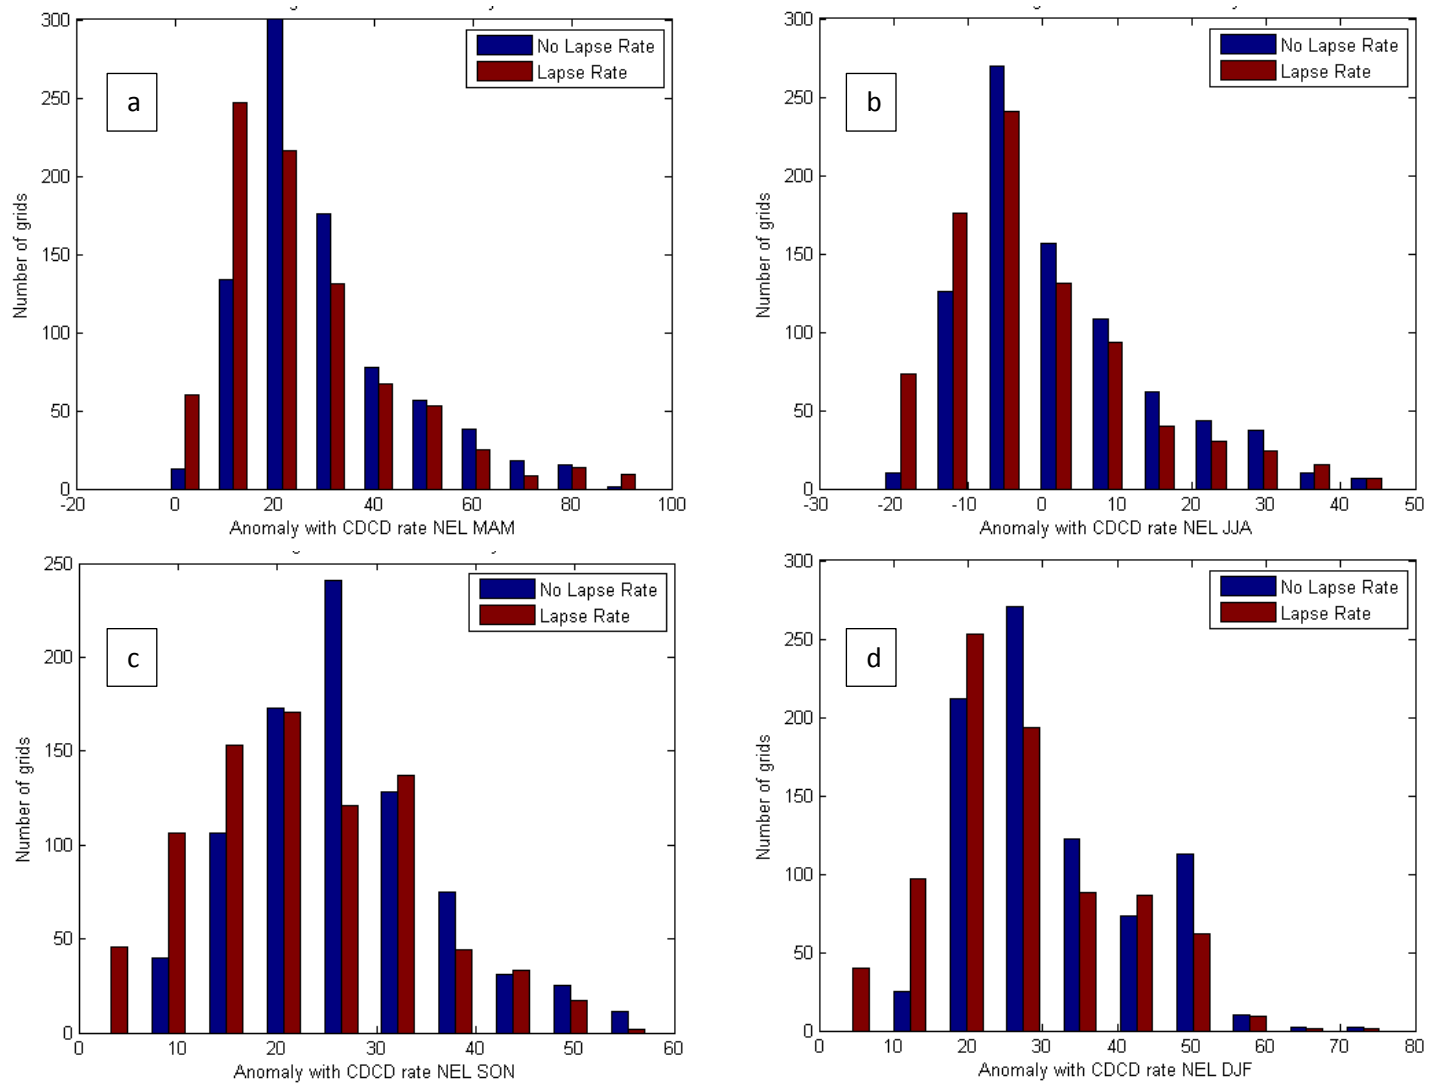 300
250
200
150
100
50
0
-20 0 20 40 60 80 100
Number of grids
Anomaly with CDCD rate NEL MAM
No Lapse Rate
Lapse Rate
a
300
250
200
150
100
50
0
-30 -20 -10 0 10 20 30 40 50
Number of grids
Anomaly with CDCD rate NEL JJA
No Lapse Rate
Lapse Rate
b
250
200
150
100
50
0
0 10 20 30 40 50 60
Number of grids
Anomaly with CDCD rate NEL SON
No Lapse Rate
Lapse Rate
c
300
250
200
150
100
50
0
0 10 20 30 40 50 60 70 80
Number of grids
Anomaly with CDCD rate NEL DJF
No Lapse Rate
Lapse Rate
d